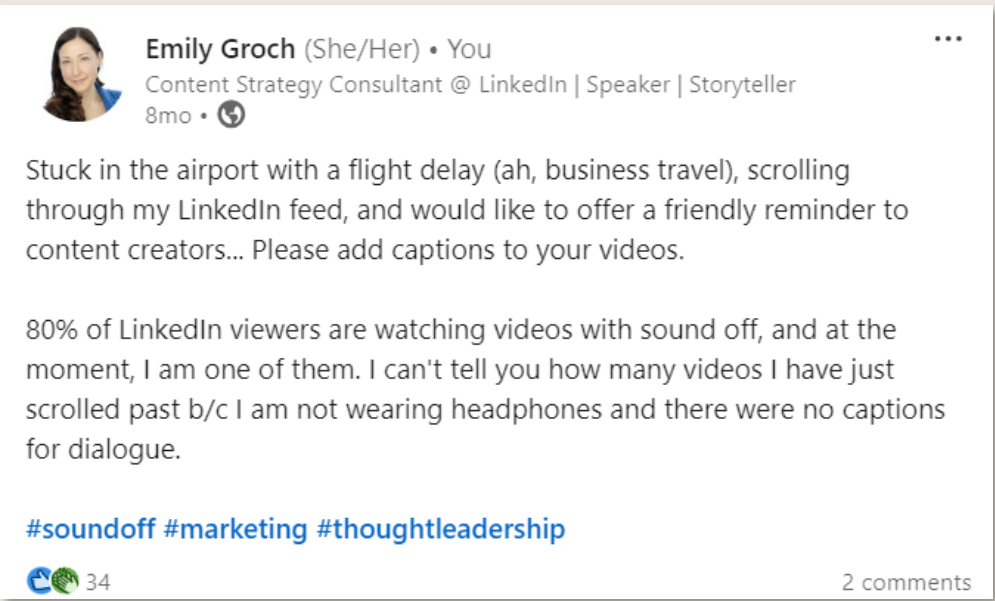 Emily Groch (She/Her) • You
Content Strategy Consultant @ LinkedIn | Speaker | Storyteller
8mo •
Stuck in the airport with a flight delay (ah, business travel), scrolling
through my LinkedIn feed, and would like to offer a friendly reminder to
content creators... Please add captions to your videos.
80% of LinkedIn viewers are watching videos with sound off, and at the
moment, I am one of them. I can't tell you how many videos I have just
scrolled past b/c I am not wearing headphones and there were no captions
for dialogue.
#soundoff #marketing #thoughtleadership
34
2 comments